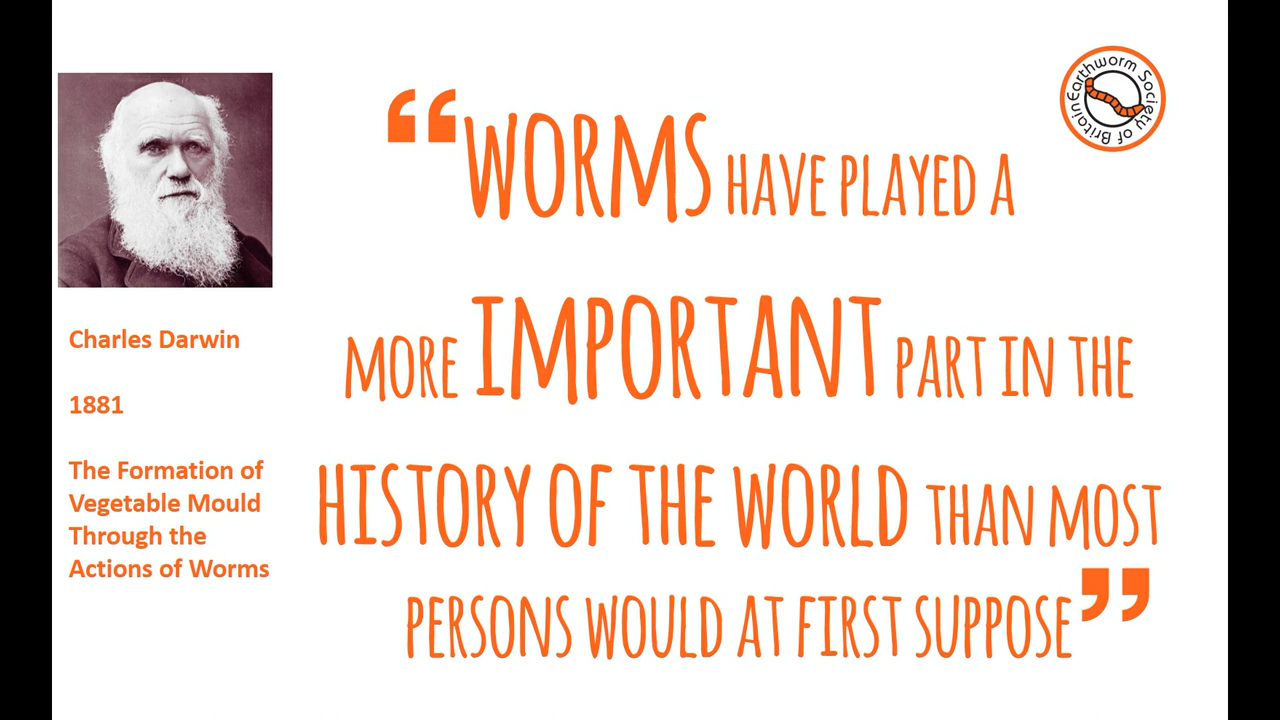 Charles Darwin
1881
The Formation of
Vegetable Mould
Through the
Actions of Worms
“WORMS HAVE PLAYED A
MORE IMPORTANT PART IN THE
HISTORY OF THE WORLD THAN MOST
PERSONS WOULD AT FIRST SUPPOSE”
Earthworm Society of Britain